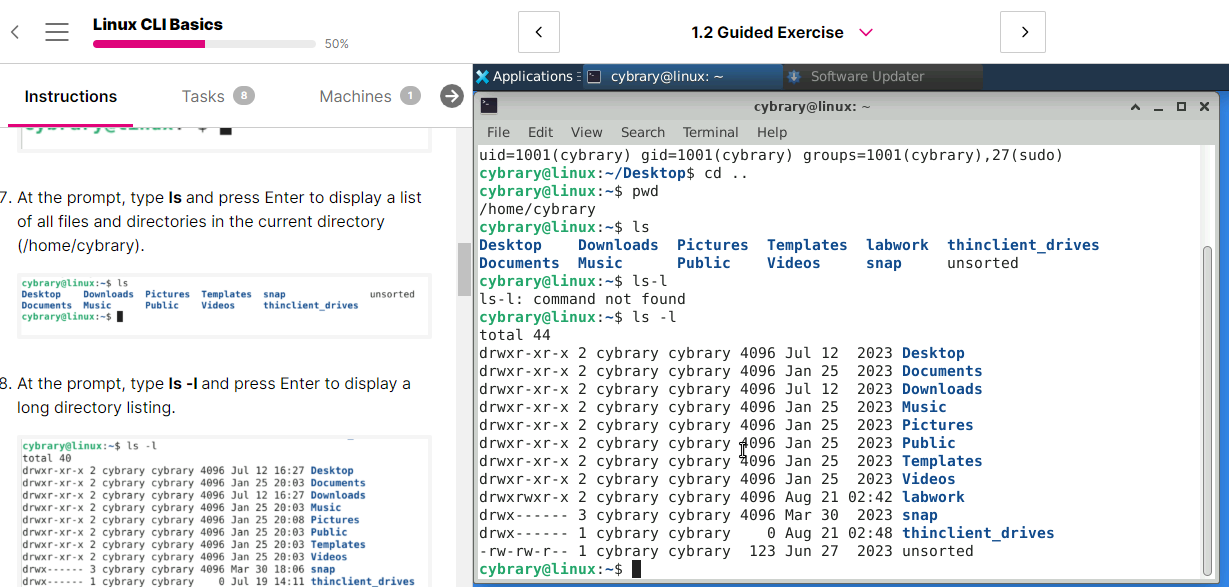 Linux CLI Basics
50%
1.2 Guided Exercise
Instructions
Tasks 8
Machines 1
cybrary@linux: ~ $
7. At the prompt, type ls and press Enter to display a list
of all files and directories in the current directory
(/home/cybrary).
cybrary@linux:~$ ls
Desktop Downloads Pictures Templates snap unsorted
Documents Music Public Videos thinclient_drives
cybrary@linux:~$
8. At the prompt, type ls -l and press Enter to display a
long directory listing.
cybrary@linux:~$ ls -l
total 40
drwxr-xr-x 2 cybrary cybrary 4096 Jul 12 16:27 Desktop
drwxr-xr-x 2 cybrary cybrary 4096 Jan 25 20:03 Documents
drwxr-xr-x 2 cybrary cybrary 4096 Jul 12 16:27 Downloads
drwxr-xr-x 2 cybrary cybrary 4096 Jan 25 20:03 Music
drwxr-xr-x 2 cybrary cybrary 4096 Jan 25 20:08 Pictures
drwxr-xr-x 2 cybrary cybrary 4096 Jan 25 20:03 Public
drwxr-xr-x 2 cybrary cybrary 4096 Jan 25 20:03 Templates
drwxr-xr-x 2 cybrary cybrary 4096 Jan 25 20:03 Videos
drwx------ 3 cybrary cybrary 4096 Mar 30 18:06 snap
drwx------ 1 cybrary cybrary 0 Jul 19 14:11 thinclient_drives
Applications
cybrary@linux: ~
Software Updater
cybrary@linux: ~
File Edit View Search Terminal Help
uid=1001(cybrary) gid=1001(cybrary) groups=1001(cybrary),27(sudo)
cybrary@linux:~/Desktop$ cd ..
cybrary@linux:~$ pwd
/home/cybrary
cybrary@linux:~$ ls
Desktop Downloads Pictures Templates labwork thinclient_drives
Documents Music Public Videos snap unsorted
cybrary@linux:~$ ls-l
ls-l: command not found
cybrary@linux:~$ ls -l
total 44
drwxr-xr-x 2 cybrary cybrary 4096 Jul 12 2023 Desktop
drwxr-xr-x 2 cybrary cybrary 4096 Jan 25 2023 Documents
drwxr-xr-x 2 cybrary cybrary 4096 Jul 12 2023 Downloads
drwxr-xr-x 2 cybrary cybrary 4096 Jan 25 2023 Music
drwxr-xr-x 2 cybrary cybrary 4096 Jan 25 2023 Pictures
drwxr-xr-x 2 cybrary cybrary 4096 Jan 25 2023 Public
drwxr-xr-x 2 cybrary cybrary 4096 Jan 25 2023 Templates
drwxr-xr-x 2 cybrary cybrary 4096 Jan 25 2023 Videos
drwxrwxr-x 2 cybrary cybrary 4096 Aug 21 02:42 labwork
drwx------ 3 cybrary cybrary 4096 Mar 30 2023 snap
drwx------ 1 cybrary cybrary 0 Aug 21 02:48 thinclient_drives
-rw-rw-r-- 1 cybrary cybrary 123 Jun 27 2023 unsorted
cybrary@linux:~$